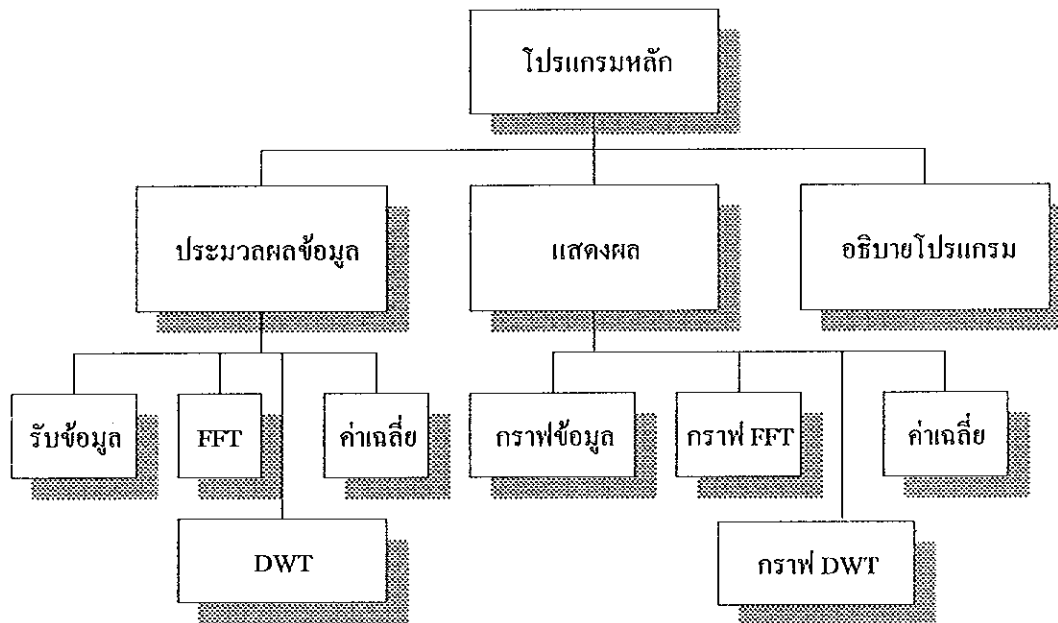 โปรแกรมหลัก
ประมวลผลข้อมูล
แสดงผล
อธิบายโปรแกรม
รับข้อมูล
FFT
ค่าเฉลี่ย
กราฟข้อมูล
กราฟ FFT
ค่าเฉลี่ย
DWT
กราฟ DWT